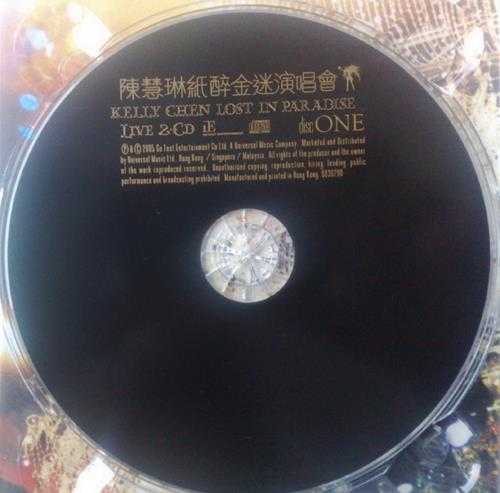 陳慧琳紙醉金迷演唱會
KELLY CHEN LOST IN PARADISE
LIVE 2CD disc ONE
Ⓟ & © 2005 Go East Entertainment Co Ltd. A Universal Music Company. Marketed and Distributed
by Universal Music Ltd. Hong Kong / Singapore / Malaysia. All rights of the producer and the owner
of the work reproduced reserved. Unauthorized copying, reproduction, hiring, lending, public
performance and broadcasting prohibited. Manufactured and printed in Hong Kong.